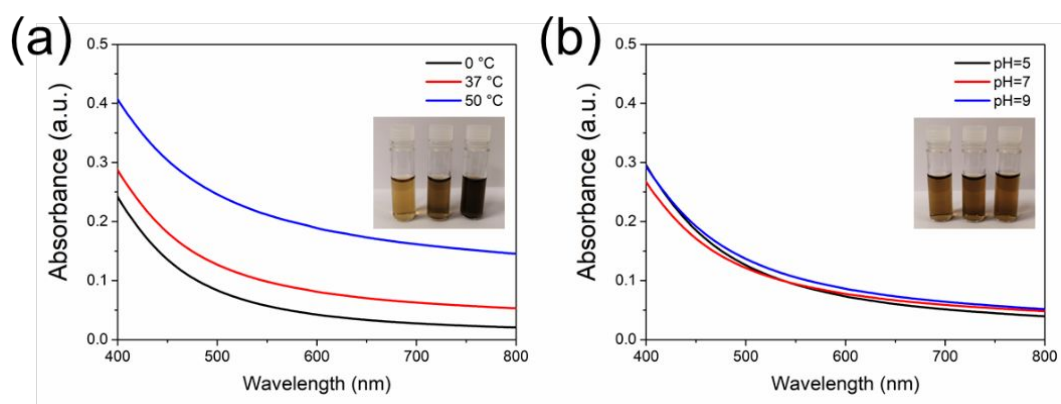 (a)
0.5
0.4
0.3
0.2
0.1
0.0
Absorbance (a.u.)
0 °C
37 °C
50 °C
400 500 600 700 800
Wavelength (nm)
(b)
0.5
0.4
0.3
0.2
0.1
0.0
Absorbance (a.u.)
pH=5
pH=7
pH=9
400 500 600 700 800
Wavelength (nm)